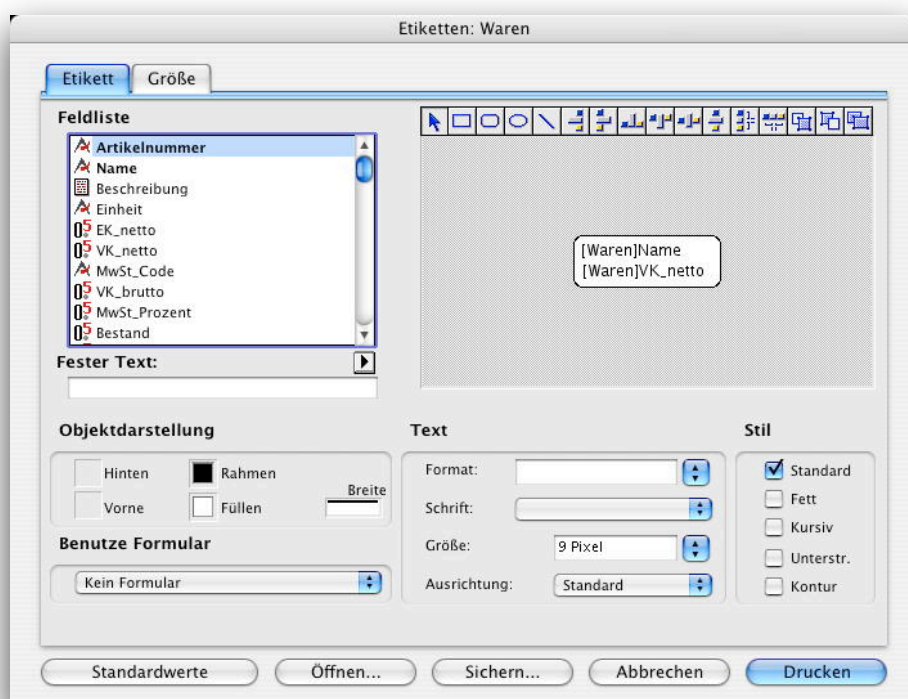 Etiketten: Waren
Etikett
Größe
Feldliste
Artikelnummer
Name
Beschreibung
Einheit
EK_netto
VK_netto
MwSt_Code
VK_brutto
MwSt_Prozent
Bestand
[Waren]Name
[Waren]VK_netto
Fester Text:
Objektdarstellung
Hinten
Rahmen
Vorne
Füllen
Breite
Benutze Formular
Kein Formular
Text
Format:
Schrift:
Größe:
9 Pixel
Ausrichtung:
Standard
Stil
Standard
Fett
Kursiv
Unterstr.
Kontur
Standardwerte
Öffnen...
Sichern...
Abbrechen
Drucken